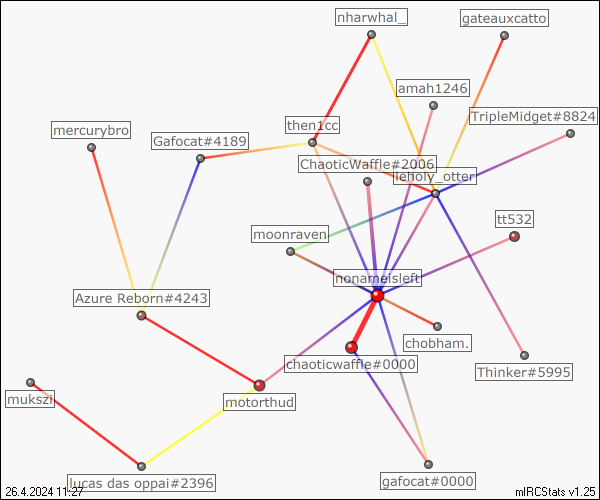 nharwhal_
gateauxcatto
amah1246
TripleMidget#8824
mercurybro
Gafocat#4189
then1cc
ChaoticWaffle#2006
lieholy_otter
tt532
moonraven
nonameisleft
Azure Reborn#4243
chobham.
chaoticwaffle#0000
Thinker#5995
mukszi
motorthud
lucas das oppai#2396
gafocat#0000
26.4.2024 11:27
mIRCStats v1.25